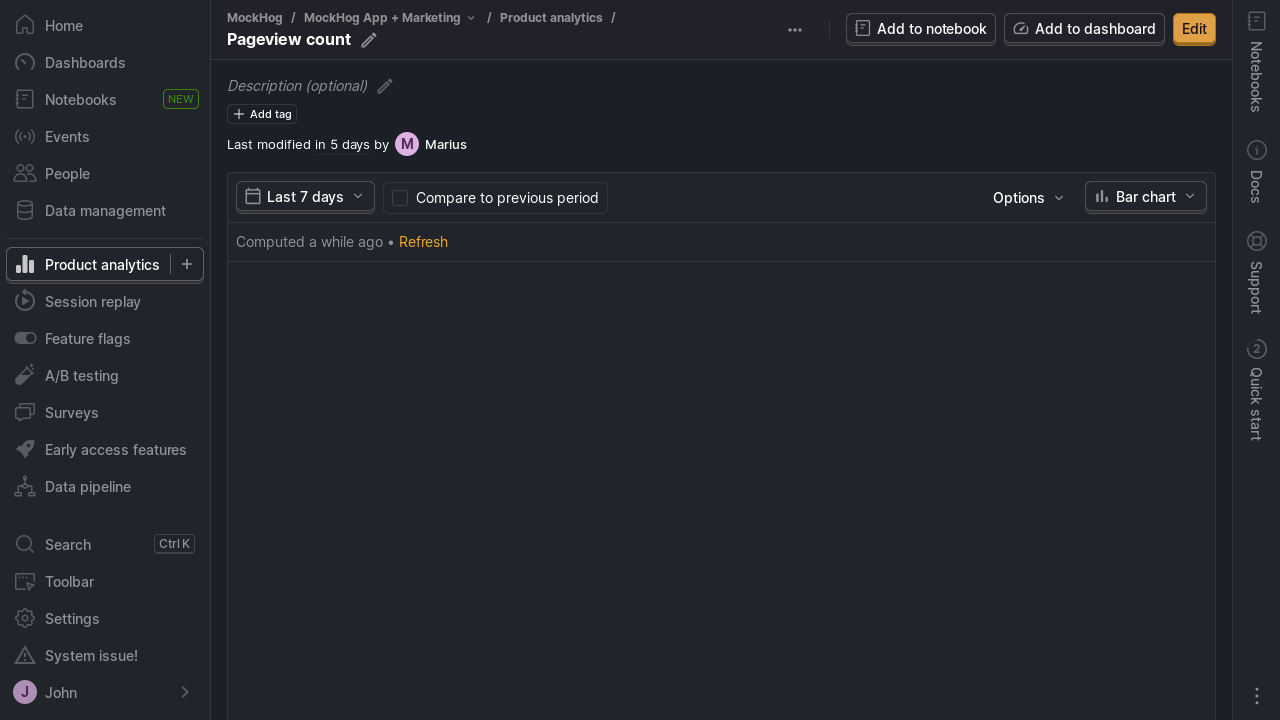 Home
Dashboards
Notebooks NEW
Events
People
Data management
Product analytics
Session replay
Feature flags
A/B testing
Surveys
Early access features
Data pipeline
Search Ctrl K
Toolbar
Settings
System issue!
J John
MockHog / MockHog App + Marketing / Product analytics /
Pageview count
Add to notebook Add to dashboard Edit
Description (optional)
Add tag
Last modified in 5 days by M Marius
Last 7 days Compare to previous period Options Bar chart
Computed a while ago • Refresh
Notebooks
Docs
Support
2
Quick start